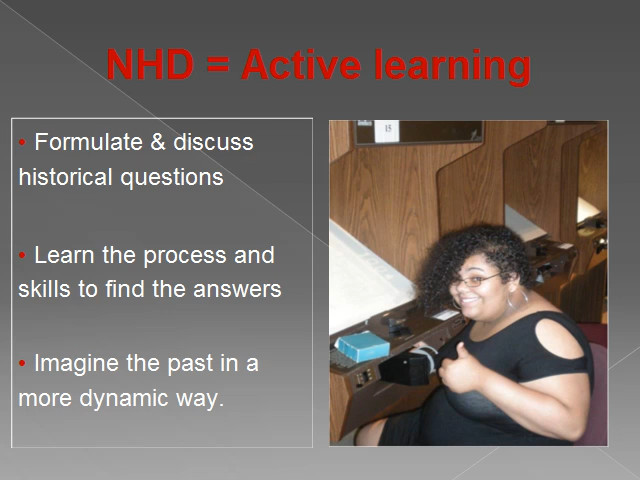 NHD = Active learning
• Formulate & discuss
historical questions
• Learn the process and
skills to find the answers
• Imagine the past in a
more dynamic way.
15